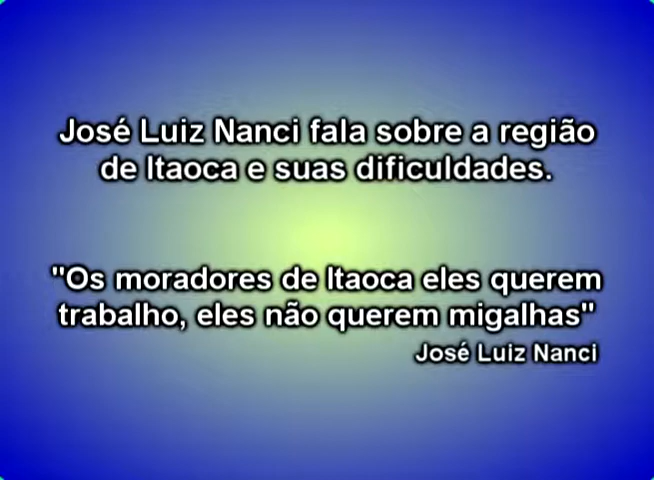 José Luiz Nanci fala sobre a região
de Itaoca e suas dificuldades.
"Os moradores de Itaoca eles querem
trabalho, eles não querem migalhas"
José Luiz Nanci